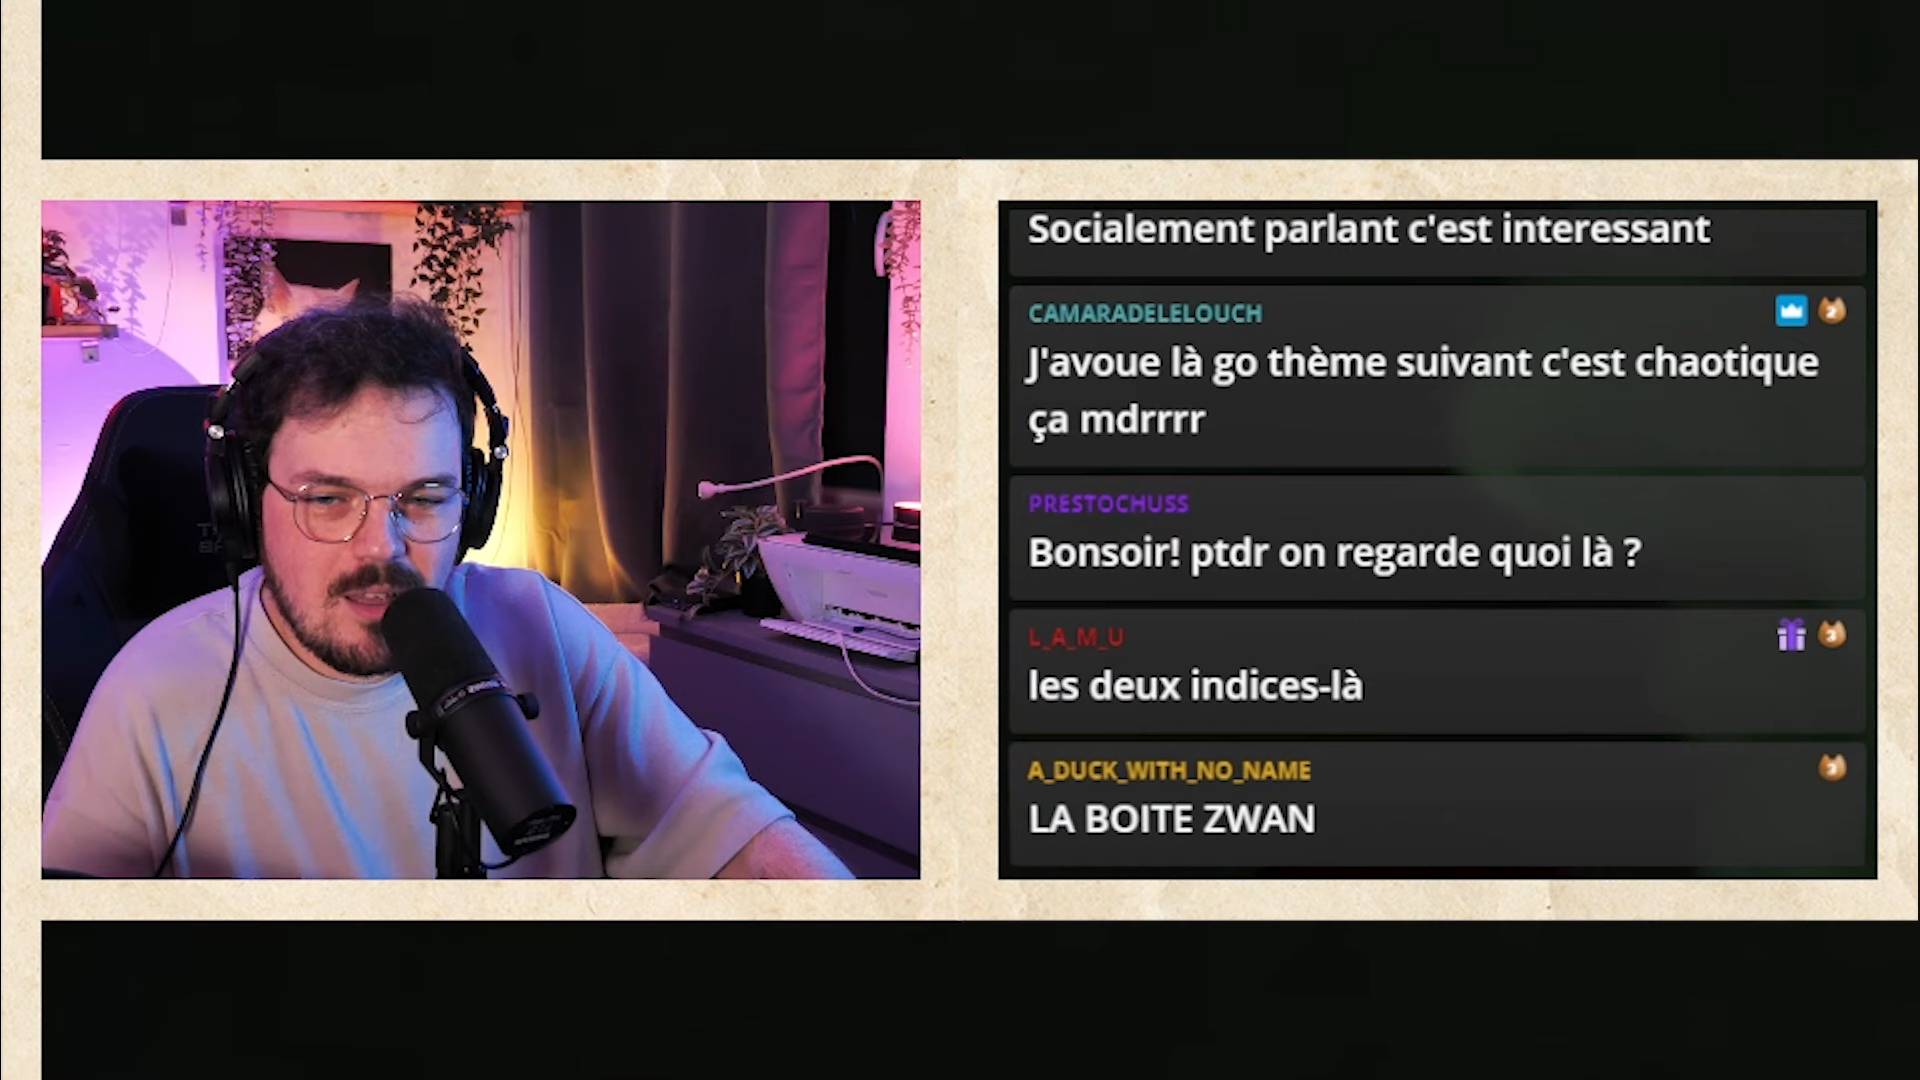 Socialement parlant c'est interessant
CAMARADELELOUCH
J'avoue là go thème suivant c'est chaotique
ça mdrrrr
PRESTOCHUSS
Bonsoir! ptdr on regarde quoi là ?
L_A_M_U
les deux indices-là
A_DUCK_WITH_NO_NAME
LA BOITE ZWAN